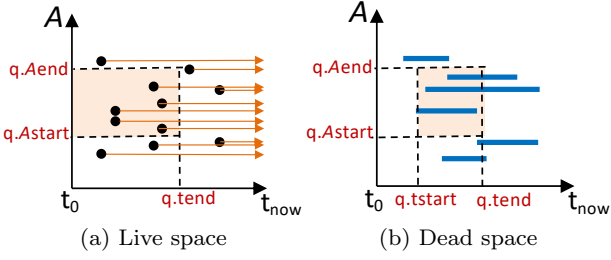 A
q.Aend
q.Astart
t0
q.tend
tnow
(a) Live space
A
q.Aend
q.Astart
t0
q.tstart
q.tend
tnow
(b) Dead space